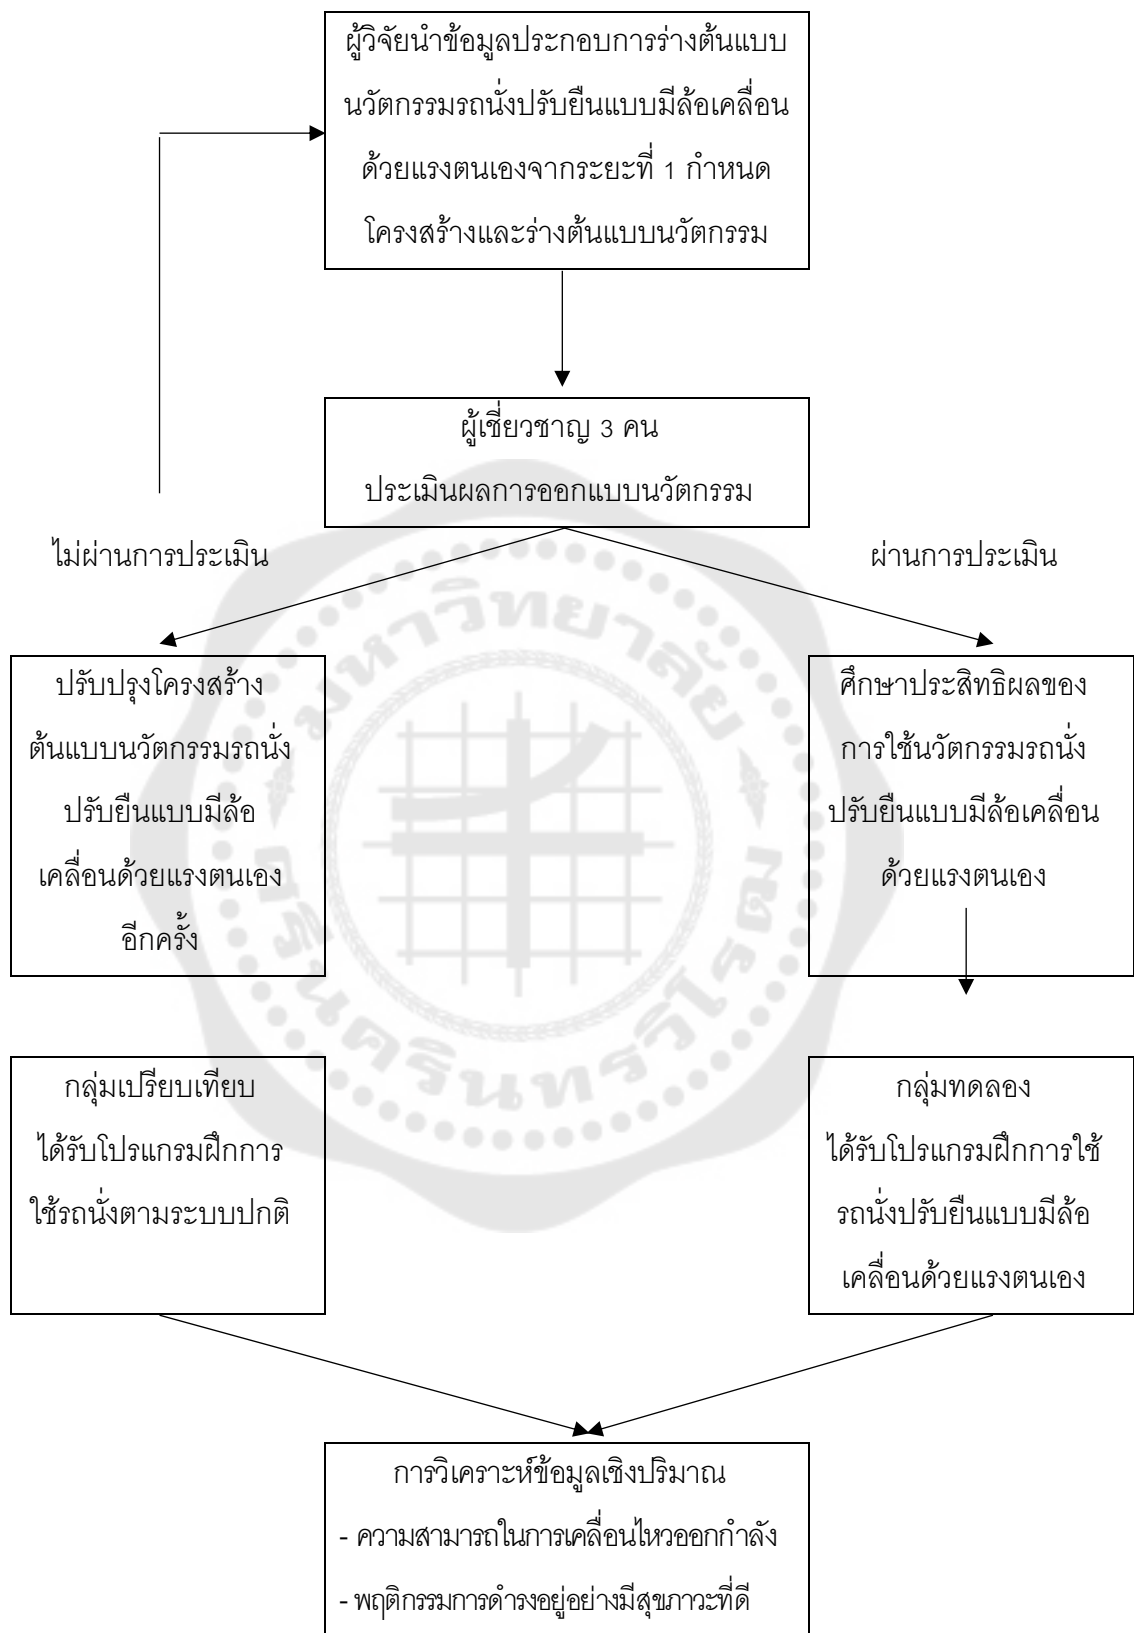 ผู้วิจัยนำข้อมูลประกอบการร่างต้นแบบ
นวัตกรรมรถนั่งปรับยืนแบบมีล้อเคลื่อน
ด้วยแรงตนเองจากระยะที่ 1 กำหนด
โครงสร้างและร่างต้นแบบนวัตกรรม
ผู้เชี่ยวชาญ 3 คน
ประเมินผลการออกแบบนวัตกรรม
ไม่ผ่านการประเมิน
ผ่านการประเมิน
ปรับปรุงโครงสร้าง
ต้นแบบนวัตกรรมรถนั่ง
ปรับยืนแบบมีล้อ
เคลื่อนด้วยแรงตนเอง
อีกครั้ง
ศึกษาประสิทธิผลของ
การใช้นวัตกรรมรถนั่ง
ปรับยืนแบบมีล้อเคลื่อน
ด้วยแรงตนเอง
กลุ่มเปรียบเทียบ
ได้รับโปรแกรมฝึกการ
ใช้รถนั่งตามระบบปกติ
กลุ่มทดลอง
ได้รับโปรแกรมฝึกการใช้
รถนั่งปรับยืนแบบมีล้อ
เคลื่อนด้วยแรงตนเอง
การวิเคราะห์ข้อมูลเชิงปริมาณ
- ความสามารถในการเคลื่อนไหวออกกำลัง
- พฤติกรรมการดำรงอยู่อย่างมีสุขภาวะที่ดี
มหาวิทยาลัย
ศรีนครินทรวิโรฒ